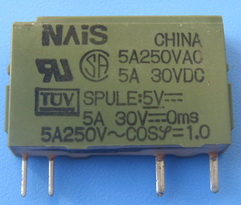 NAiS
CHINA
5A250VAC
5A 30VDC
TÜV SPULE:5V⎓
5A 30V⎓0ms
5A250V～COSφ=1.0